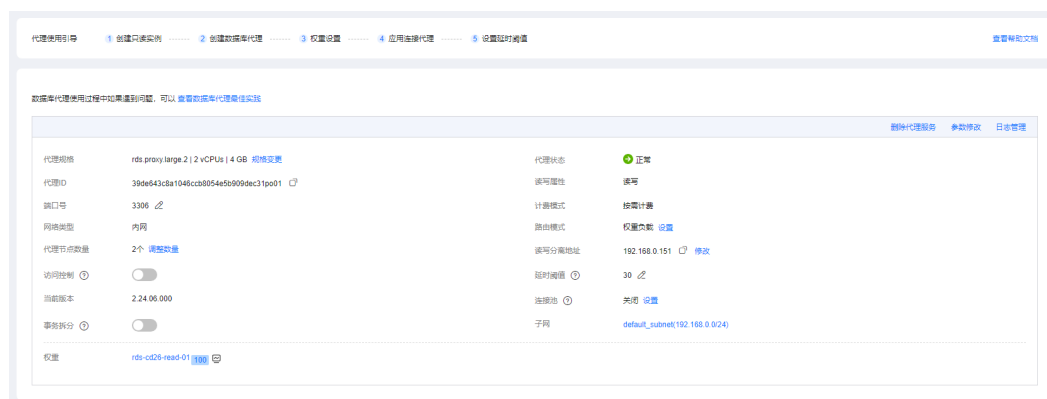 代理使用引导 1 创建只读实例 2 创建数据库代理 3 权重设置 4 应用连接代理 5 设置延时阈值 查看帮助文档
数据库代理使用过程中如果遇到问题，可以 查看数据库代理最佳实践
删除代理服务 参数修改 日志管理
代理规格 rds.proxy.large.2 | 2 vCPUs | 4 GB 规格变更 代理状态 正常
代理ID 39de643c8a1046ccb8054e5b909dec31po01 读写属性 读写
端口号 3306 计费模式 按需计费
网络类型 内网 路由模式 权重负载 设置
代理节点数量 2个 调整数量 读写分离地址 192.168.0.151 修改
访问控制 延时阈值 30
当前版本 2.24.06.000 连接池 关闭 设置
事务拆分 子网 default_subnet(192.168.0.0/24)
权重 rds-cd26-read-01 100